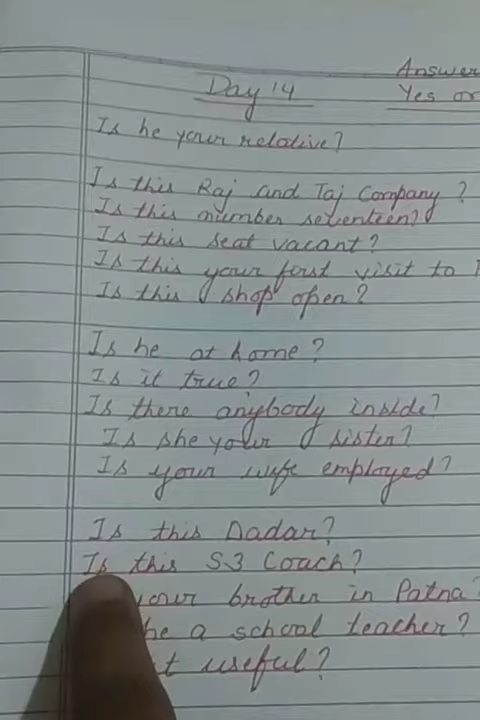 Answer
Day 14
Yes or
Is he your relative?
Is this Raj and Taj Company?
Is this number seventeen?
Is this seat vacant?
Is this your first visit to
Is this shop open?
Is he at home?
Is it true?
Is there anybody inside?
Is she your sister?
Is your wife employed?
Is this Dadar?
Is this S3 Coach?
your brother in Patna?
he a school teacher?
it useful?